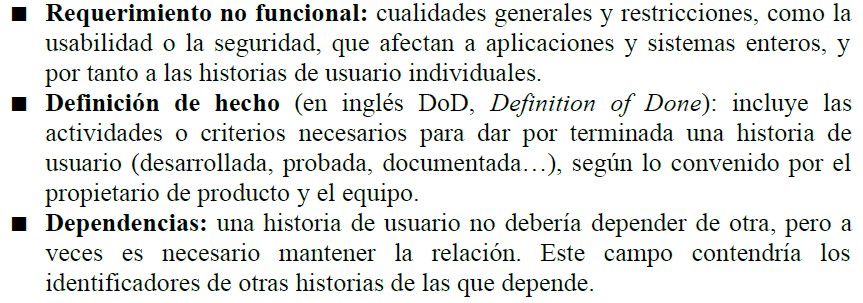 ■ Requerimiento no funcional: cualidades generales y restricciones, como la
usabilidad o la seguridad, que afectan a aplicaciones y sistemas enteros, y
por tanto a las historias de usuario individuales.
■ Definición de hecho (en inglés DoD, Definition of Done): incluye las
actividades o criterios necesarios para dar por terminada una historia de
usuario (desarrollada, probada, documentada…), según lo convenido por el
propietario de producto y el equipo.
■ Dependencias: una historia de usuario no debería depender de otra, pero a
veces es necesario mantener la relación. Este campo contendría los
identificadores de otras historias de las que depende.